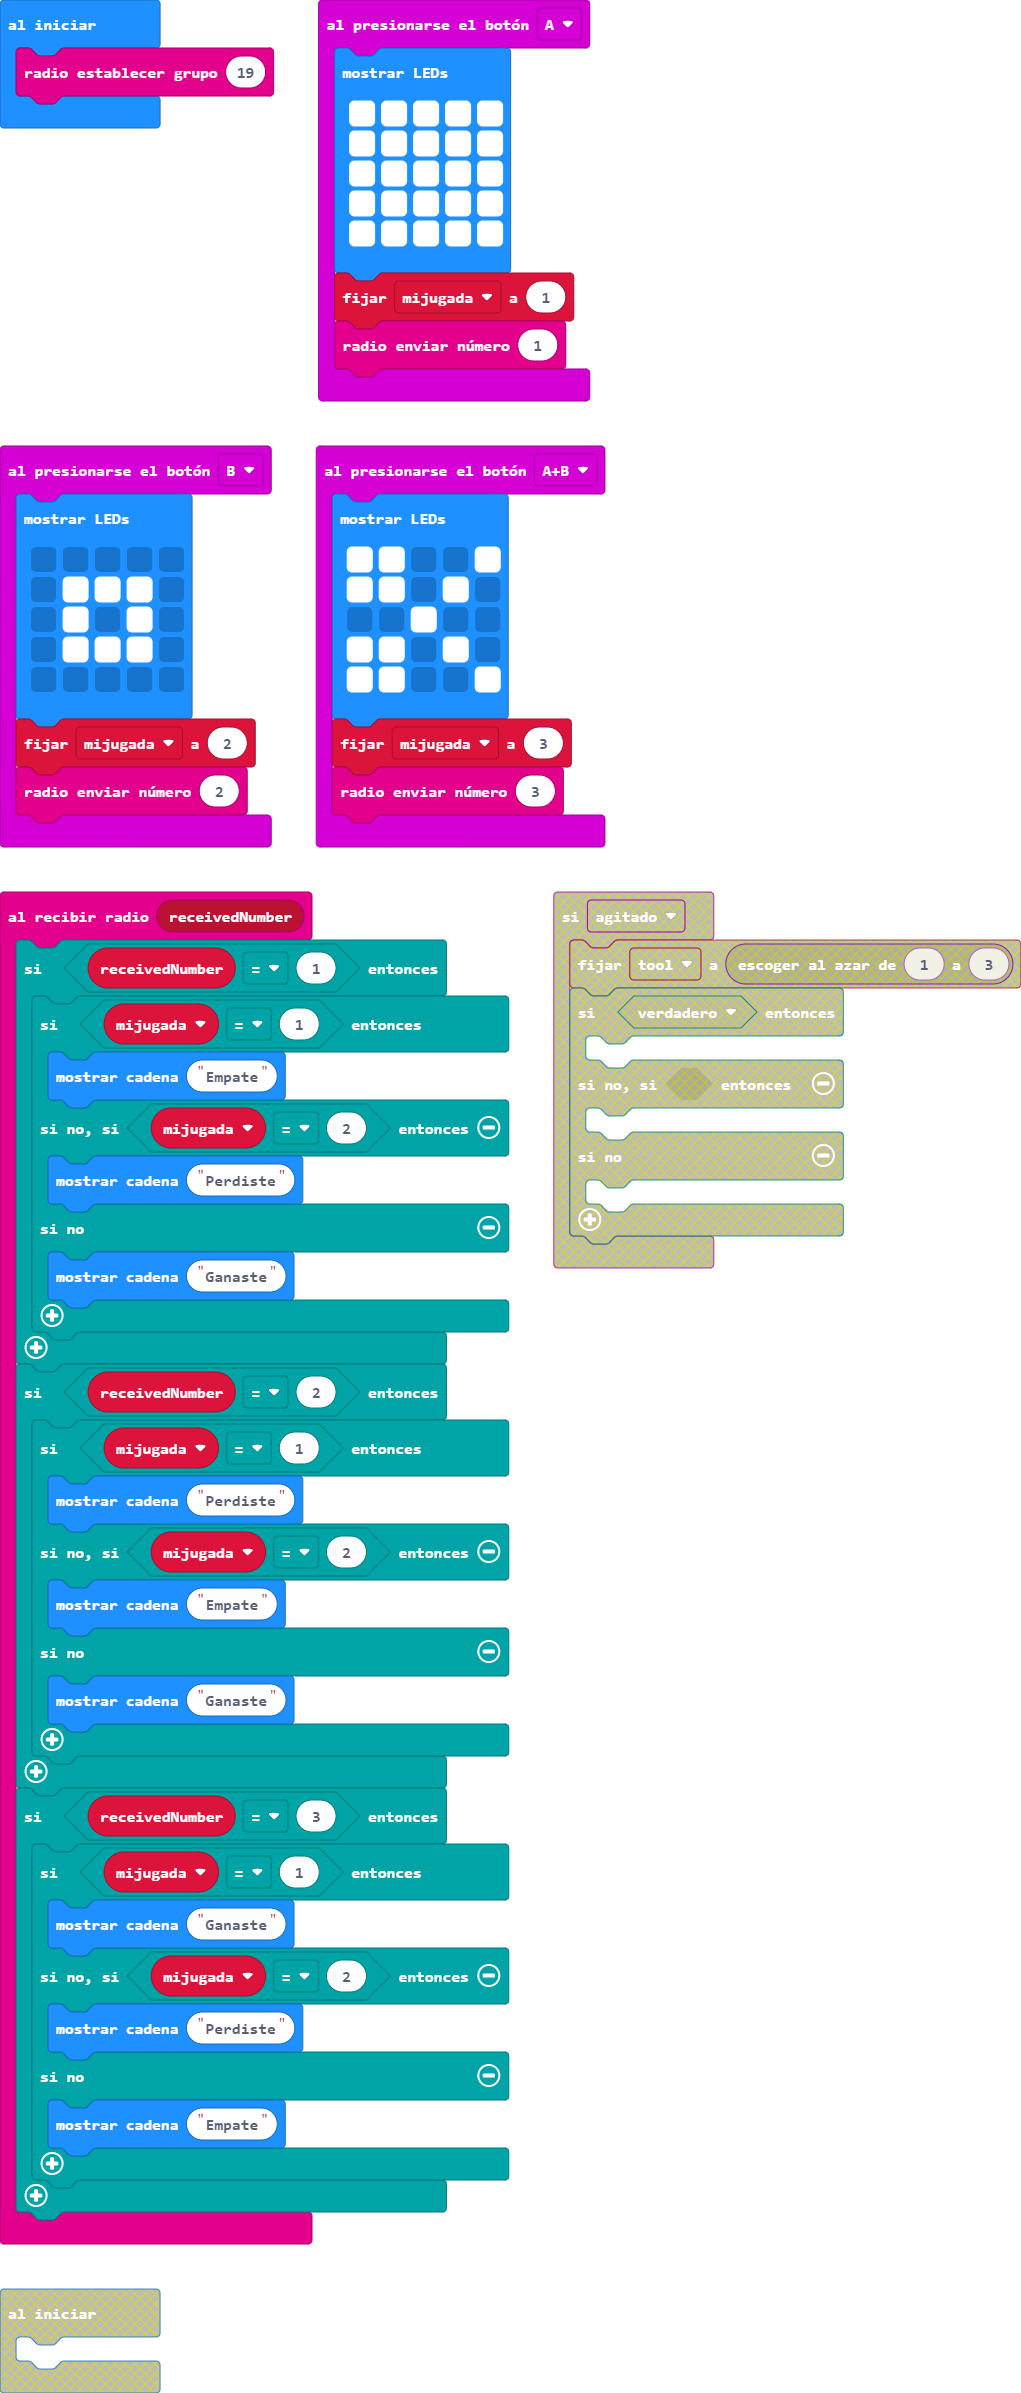 al iniciar
radio establecer grupo 19
al presionarse el botón A
mostrar LEDs
fijar mijugada a 1
radio enviar número 1
al presionarse el botón B
mostrar LEDs
fijar mijugada a 2
radio enviar número 2
al presionarse el botón A+B
mostrar LEDs
fijar mijugada a 3
radio enviar número 3
al recibir radio receivedNumber
si receivedNumber = 1 entonces
si mijugada = 1 entonces
mostrar cadena "Empate"
si no, si mijugada = 2 entonces
mostrar cadena "Perdiste"
si no
mostrar cadena "Ganaste"
si receivedNumber = 2 entonces
si mijugada = 1 entonces
mostrar cadena "Perdiste"
si no, si mijugada = 2 entonces
mostrar cadena "Empate"
si no
mostrar cadena "Ganaste"
si receivedNumber = 3 entonces
si mijugada = 1 entonces
mostrar cadena "Ganaste"
si no, si mijugada = 2 entonces
mostrar cadena "Perdiste"
si no
mostrar cadena "Empate"
si agitado
fijar tool a escoger al azar de 1 a 3
si verdadero entonces
si no, si entonces
si no
al iniciar